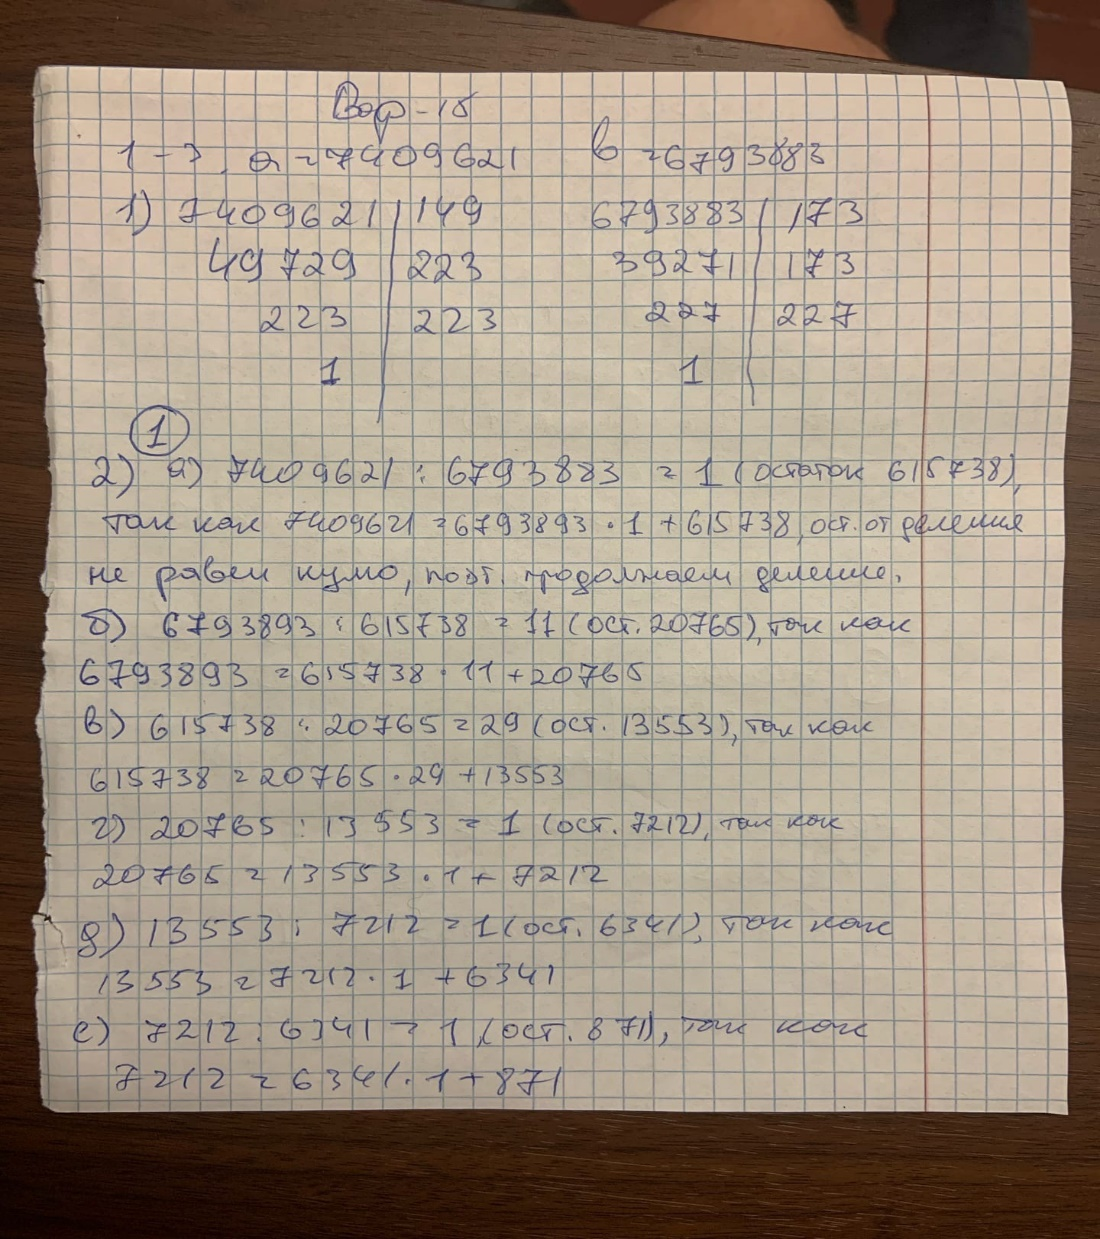 Вар-15
1-3. a=7409621 b=6793883
1) 7409621 | 149 6793883 | 173
49729 | 223 39271 | 173
223 | 223 227 | 227
1 1
1
2) а) 7409621 : 6793883 = 1 (остаток 615738),
так как 7409621 = 6793893 · 1 + 615738, ост. от деления
не равен нулю, поэт. продолжаем деление.
б) 6793893 : 615738 = 11 (ост. 20765), так как
6793893 = 615738 · 11 + 20765
в) 615738 : 20765 = 29 (ост. 13553), так как
615738 = 20765 · 29 + 13553
г) 20765 : 13553 = 1 (ост. 7212), так как
20765 = 13553 · 1 + 7212
д) 13553 : 7212 = 1 (ост. 6341), так как
13553 = 7212 · 1 + 6341
е) 7212 : 6341 = 1 (ост. 871), так как
7212 = 6341 · 1 + 871